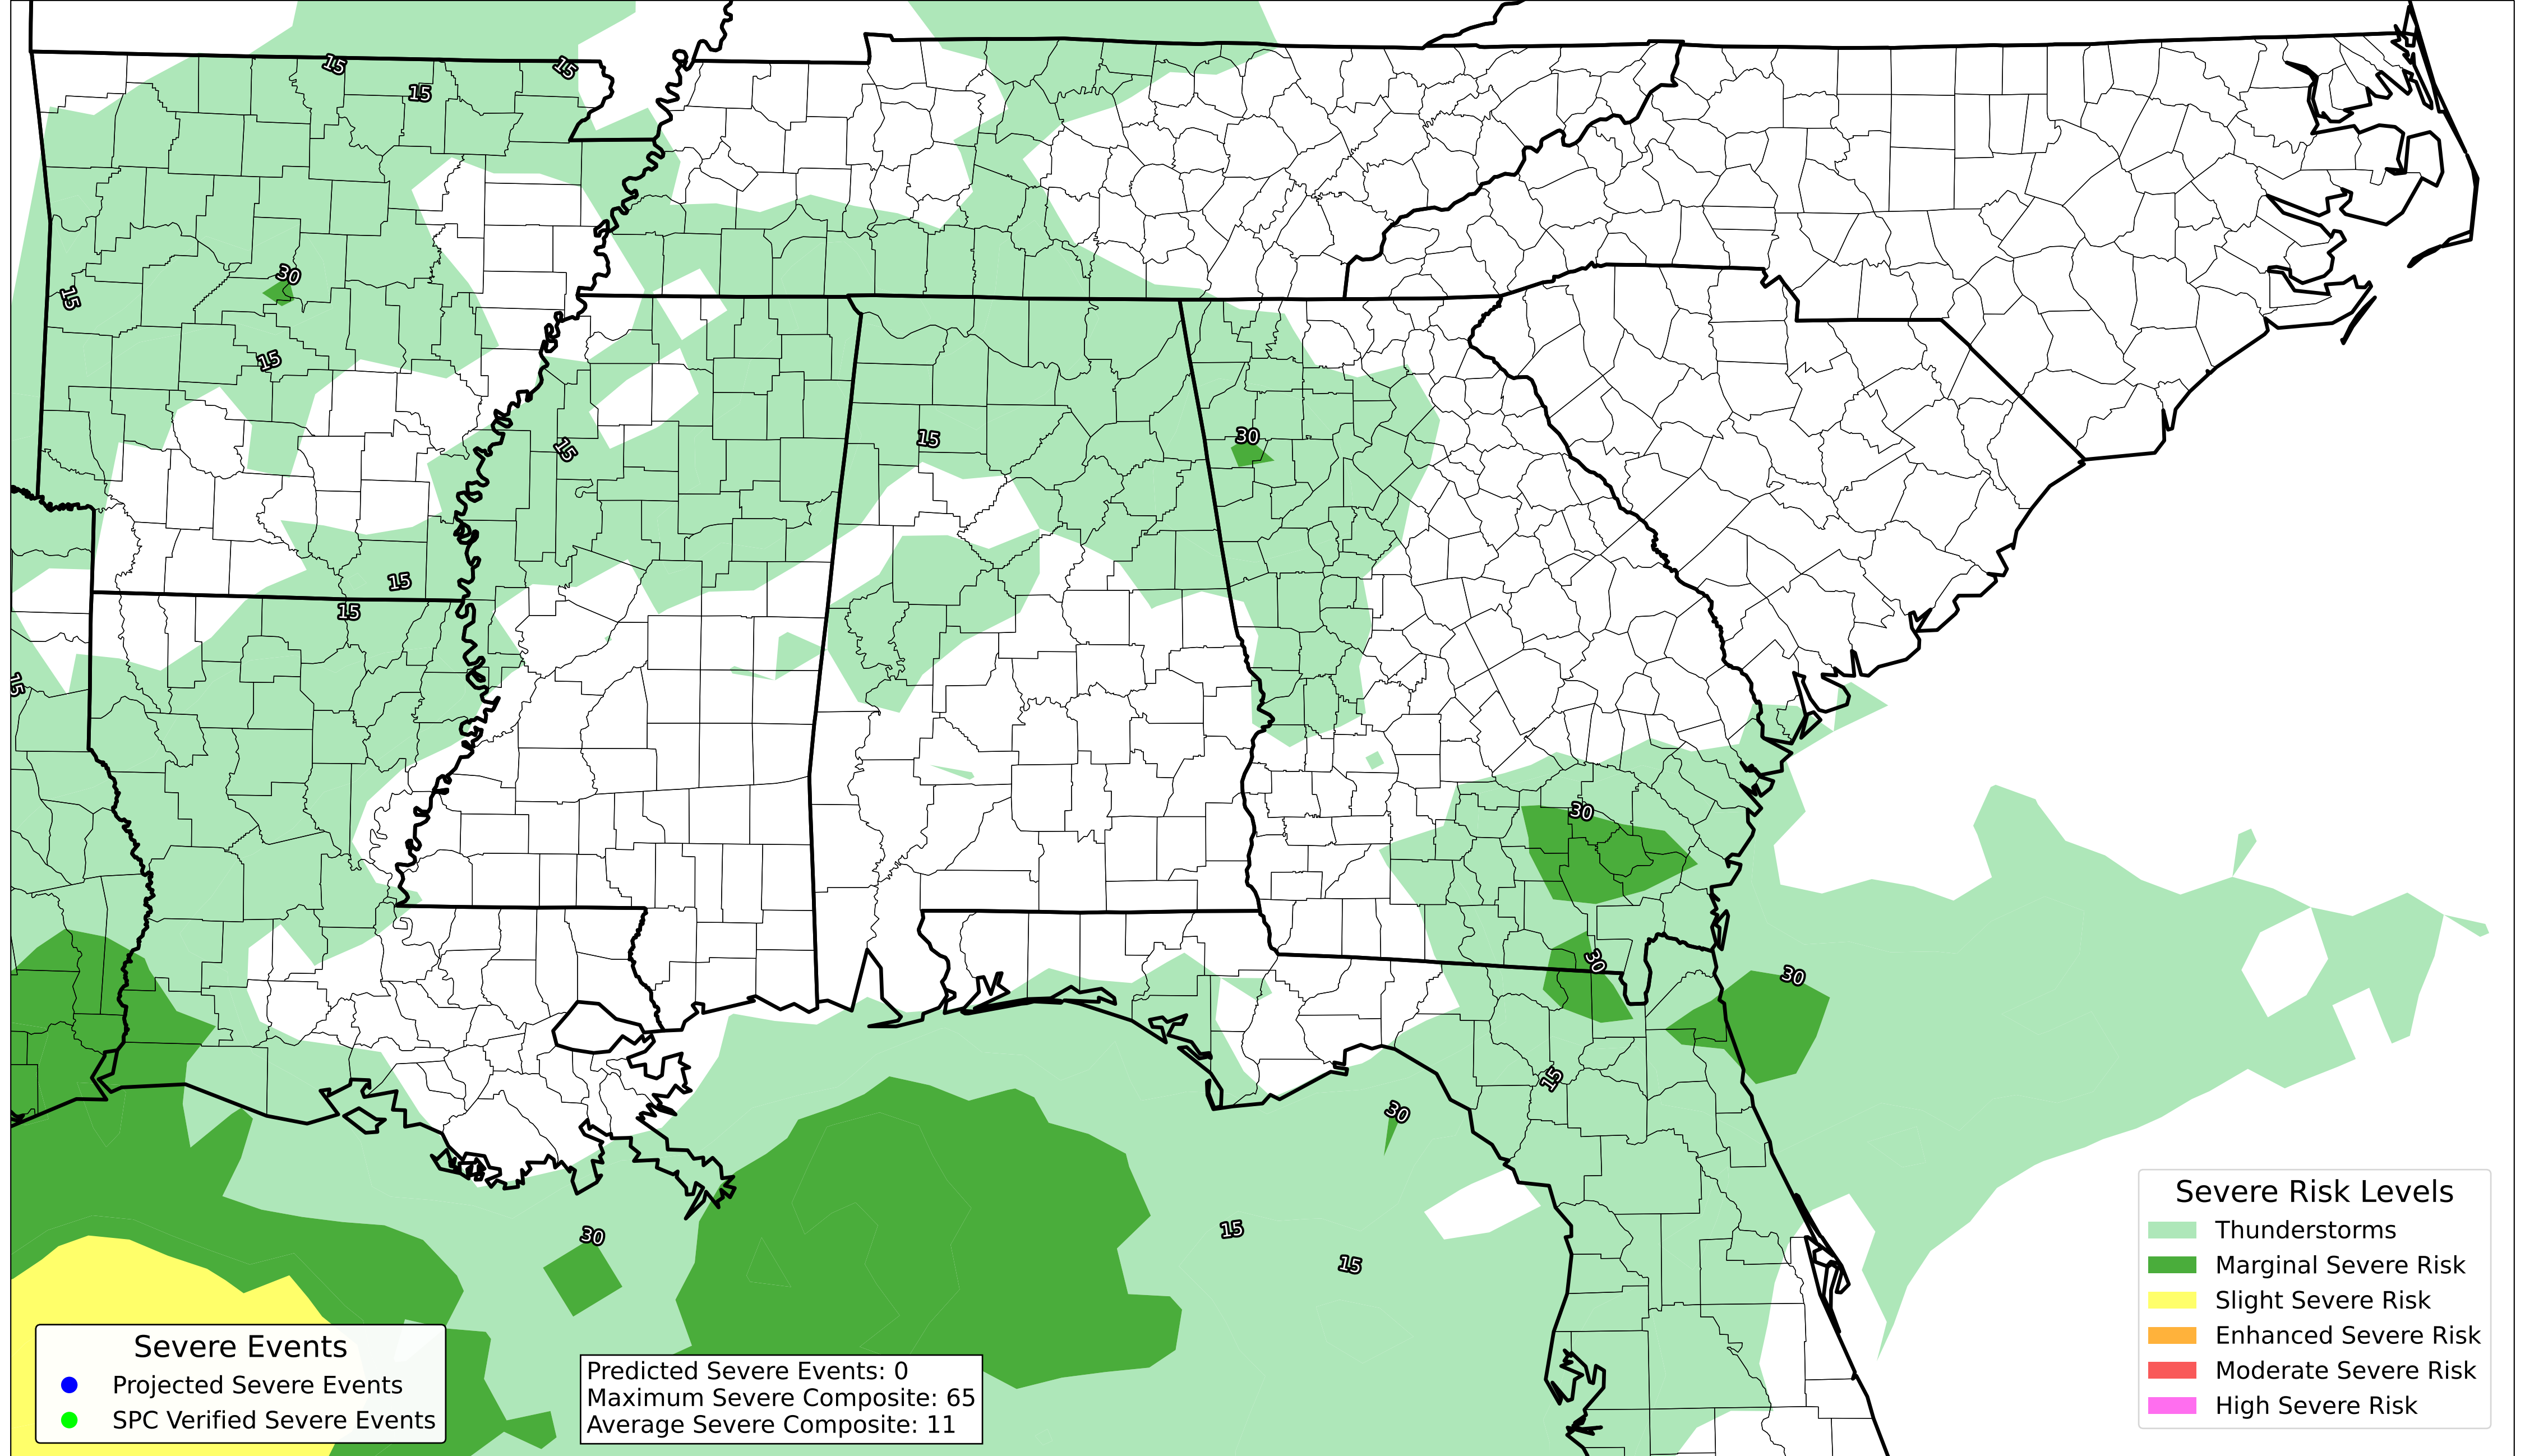 15
15
15
30
15
15
15
15
30
15
15
15
30
30
30
15
30
30
15
15
Severe Events
Projected Severe Events
SPC Verified Severe Events
Predicted Severe Events: 0
Maximum Severe Composite: 65
Average Severe Composite: 11
Severe Risk Levels
Thunderstorms
Marginal Severe Risk
Slight Severe Risk
Enhanced Severe Risk
Moderate Severe Risk
High Severe Risk